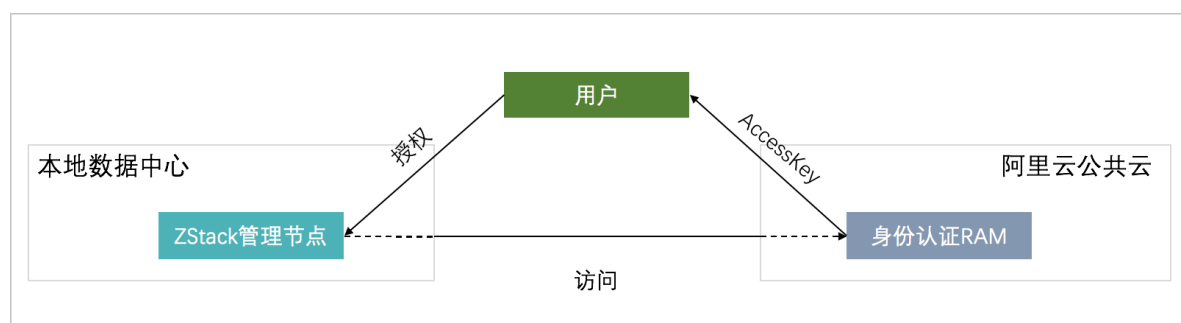 用户
授权
AccessKey
本地数据中心
阿里云公共云
ZStack管理节点
身份认证RAM
访问